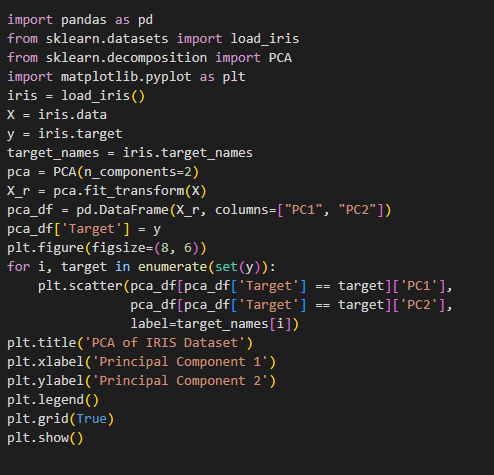 import pandas as pd
from sklearn.datasets import load_iris
from sklearn.decomposition import PCA
import matplotlib.pyplot as plt
iris = load_iris()
X = iris.data
y = iris.target
target_names = iris.target_names
pca = PCA(n_components=2)
X_r = pca.fit_transform(X)
pca_df = pd.DataFrame(X_r, columns=["PC1", "PC2"])
pca_df['Target'] = y
plt.figure(figsize=(8, 6))
for i, target in enumerate(set(y)):
    plt.scatter(pca_df[pca_df['Target'] == target]['PC1'],
                pca_df[pca_df['Target'] == target]['PC2'],
                label=target_names[i])
plt.title('PCA of IRIS Dataset')
plt.xlabel('Principal Component 1')
plt.ylabel('Principal Component 2')
plt.legend()
plt.grid(True)
plt.show()